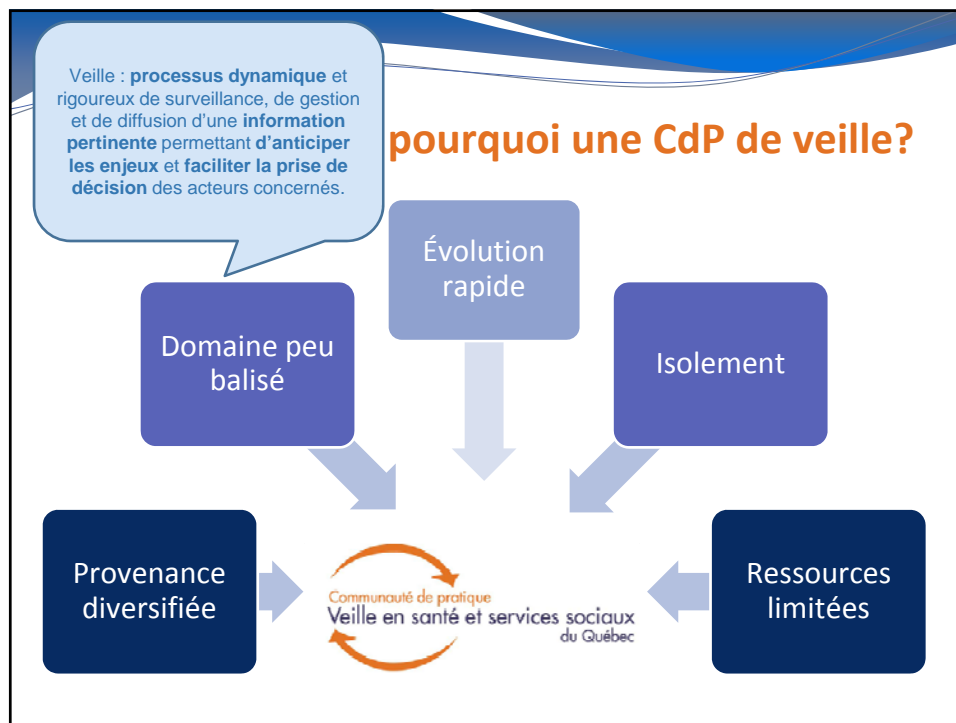 Veille : processus dynamique et
rigoureux de surveillance, de gestion
et de diffusion d'une information
pertinente permettant d'anticiper
les enjeux et faciliter la prise de
décision des acteurs concernés.
pourquoi une CdP de veille?
Évolution
rapide
Domaine peu
balisé
Isolement
Provenance
diversifiée
Communauté de pratique
Veille en santé et services sociaux
du Québec
Ressources
limitées